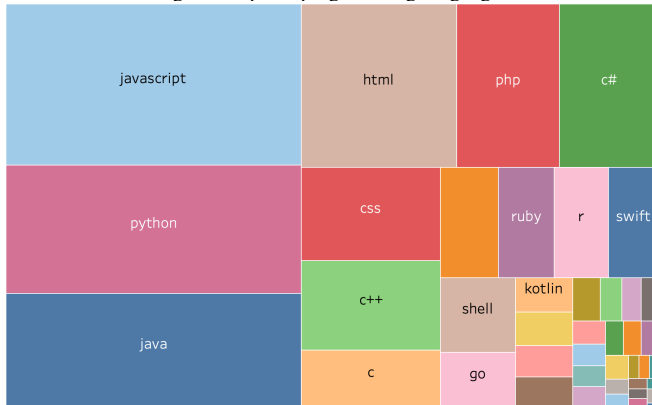 javascript
html
php
c#
python
css
ruby
r
swift
c++
kotlin
shell
java
c
go